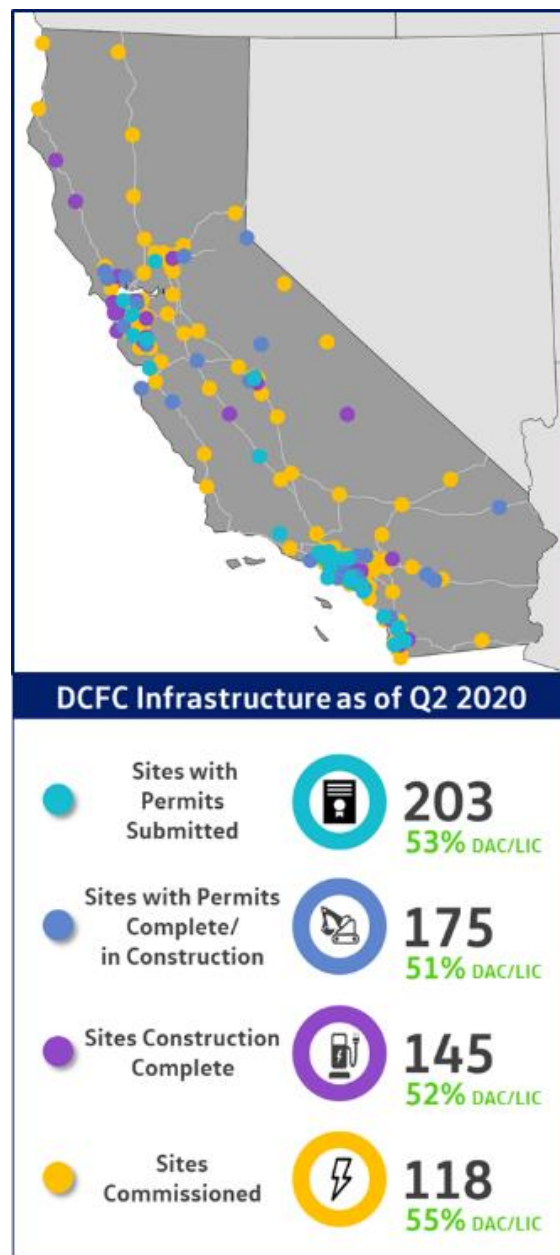 DCFC Infrastructure as of Q2 2020
Sites with
Permits
Submitted
203
53% DAC/LIC
Sites with Permits
Complete/
in Construction
175
51% DAC/LIC
Sites Construction
Complete
145
52% DAC/LIC
Sites
Commissioned
118
55% DAC/LIC